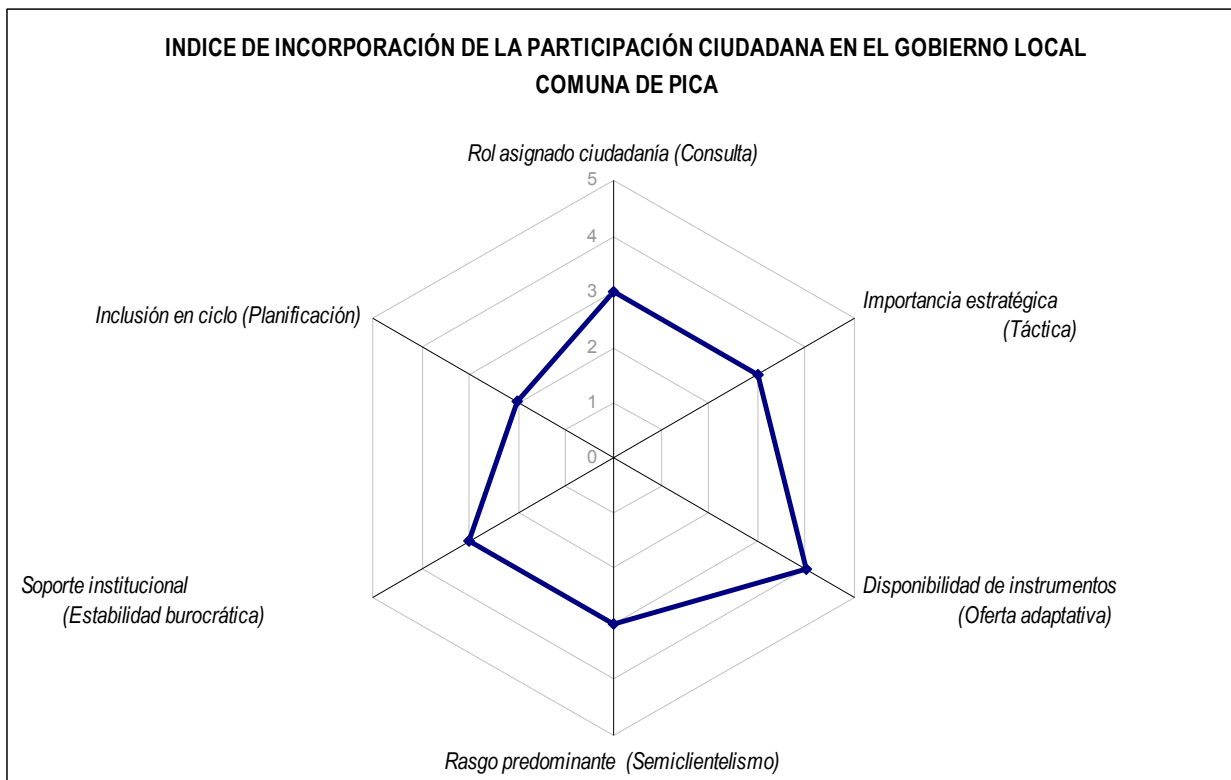 INDICE DE INCORPORACIÓN DE LA PARTICIPACIÓN CIUDADANA EN EL GOBIERNO LOCAL
COMUNA DE PICA
Rol asignado ciudadanía (Consulta)
5
4
3
2
1
0
Importancia estratégica
(Táctica)
Disponibilidad de instrumentos
(Oferta adaptativa)
Rasgo predominante (Semiclientelismo)
Soporte institucional
(Estabilidad burocrática)
Inclusión en ciclo (Planificación)